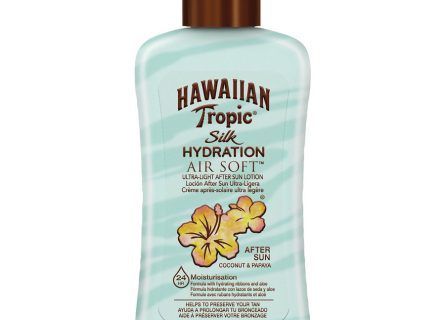 HAWAIIAN
Tropic®
Silk
HYDRATION
AIR SOFT™
ULTRA-LIGHT AFTER SUN LOTION
Loción After Sun Ultra-Ligera
Crème après-solaire ultra légère
AFTER
SUN
COCONUT & PAPAYA
24
HR
Moisturisation
Formula with hydrating ribbons and aloe
Fórmula hidratante con lazos de seda y aloe
Formule avec rubans hydratants et aloe
HELPS TO PRESERVE YOUR TAN
AYUDA A PROLONGAR TU BRONCEADO
AIDE À PRÉSERVER VOTRE BRONZAGE